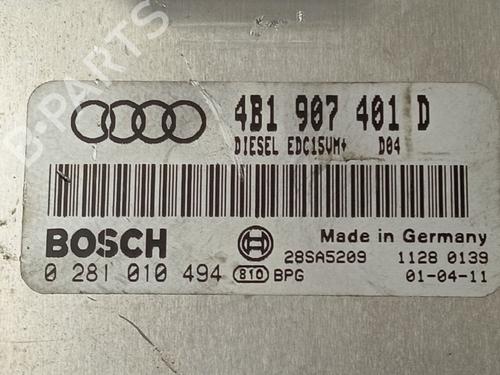 B-PARTS
4B1 907 401 D
DIESEL EDC15VM+ D04
BOSCH
Made in Germany
28SA5209 1128 0139
0 281 010 494 810 BPG 01-04-11